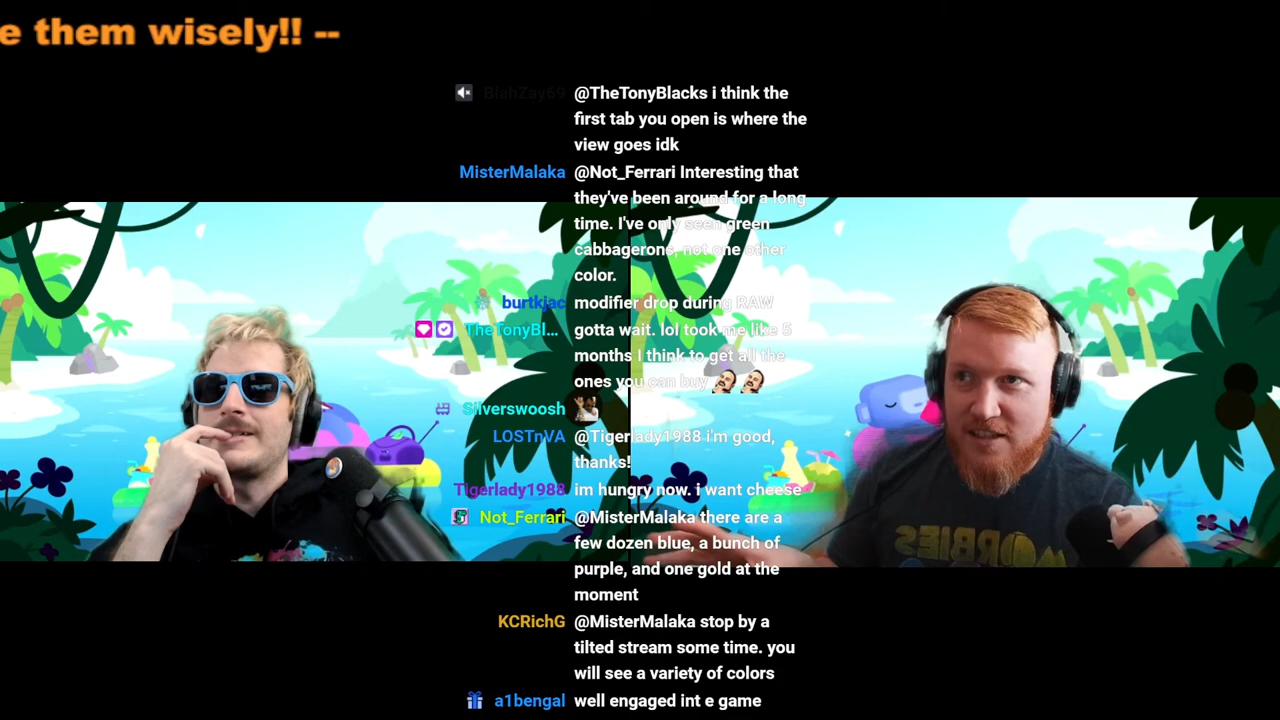 e them wisely!! --
BlahZay69 @TheTonyBlacks i think the
first tab you open is where the
view goes idk
MisterMalaka @Not_Ferrari Interesting that
they've been around for a long
time. I've only seen green
cabbagerons, not one other
color.
burtkjac modifier drop during RAW
TheTonyBl... gotta wait. lol took me like 5
months I think to get all the
ones you can buy
Silverswoosh
LOSTnVA @Tigerlady1988 i'm good,
thanks!
Tigerlady1988 im hungry now. i want cheese
Not_Ferrari @MisterMalaka there are a
few dozen blue, a bunch of
purple, and one gold at the
moment
KCRichG @MisterMalaka stop by a
tilted stream some time. you
will see a variety of colors
a1bengal well engaged int e game